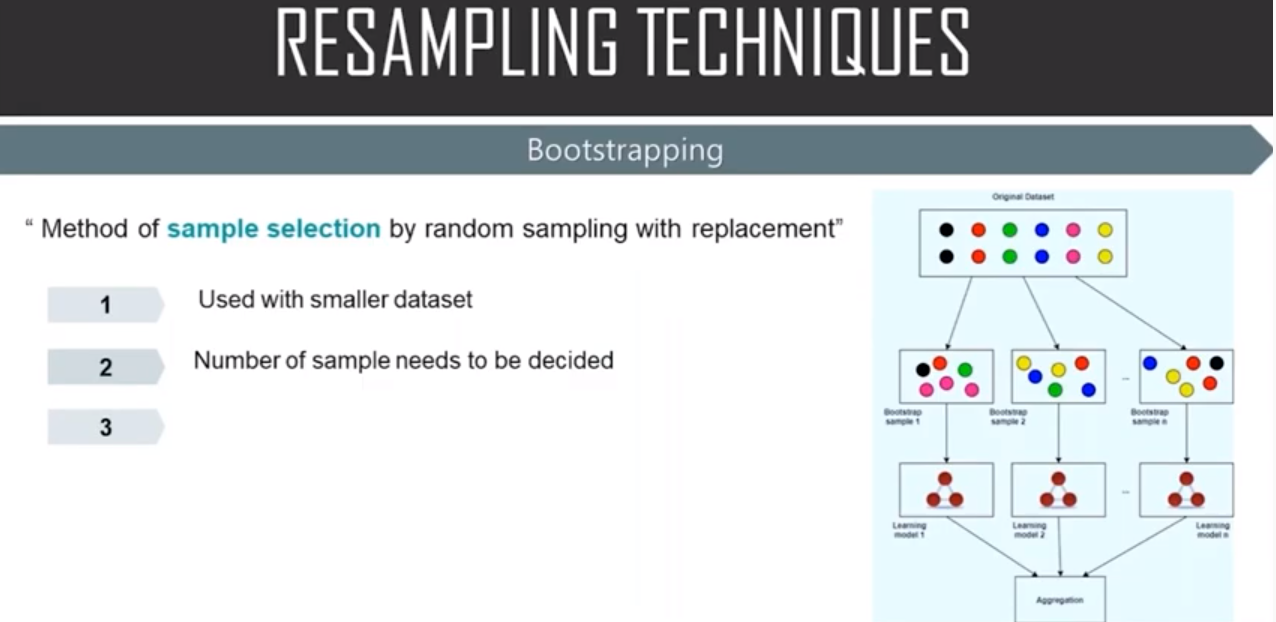 RESAMPLING TECHNIQUES
Bootstrapping
“ Method of sample selection by random sampling with replacement”
1 Used with smaller dataset
2 Number of sample needs to be decided
3
Original Dataset
Bootstrap
sample 1
Bootstrap
sample 2
...
Bootstrap
sample n
Learning
model 1
Learning
model 2
...
Learning
model n
Aggregation